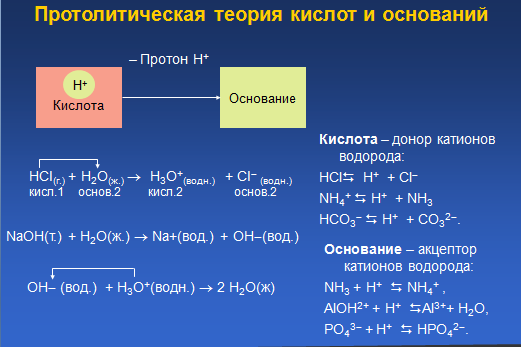 Протолитическая теория кислот и оснований
– Протон Н⁺
Н⁺
Кислота
Основание
HCl(г.) + H₂O(ж.) → H₃O⁺(водн.) + Cl⁻ (водн.)
кисл.1 основ.2 кисл.2 основ.2
NaOH(т.) + H₂O(ж.) → Na+(вод.) + OH–(вод.)
OH– (вод.) + H₃O⁺(водн.) → 2 H₂O(ж)
Кислота – донор катионов
водорода:
HCl⇆ H⁺ + Cl⁻
NH₄⁺ ⇆ H⁺ + NH₃
HCO₃⁻ ⇆ H⁺ + CO₃²⁻.
Основание – акцептор
катионов водорода:
NH₃ + H⁺ ⇆ NH₄⁺ ,
AlOH²⁺ + H⁺ ⇆Al³⁺+ H₂O,
PO₄³⁻ + H⁺ ⇆ HPO₄²⁻.